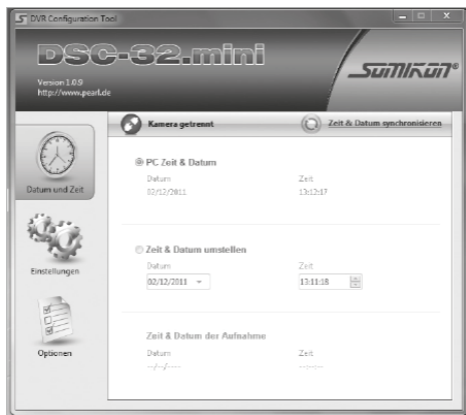 DVR Configuration Tool
DSC-32.mini
Version 1.0.9
http://www.pearl.de
SOMIKON®
Kamera getrennt
Zeit & Datum synchronisieren
Datum und Zeit
PC Zeit & Datum
Datum Zeit
02/12/2011 13:12:17
Einstellungen
Zeit & Datum umstellen
Datum Zeit
02/12/2011 13:11:18
Optionen
Zeit & Datum der Aufnahme
Datum Zeit
--/--/---- --:--:--